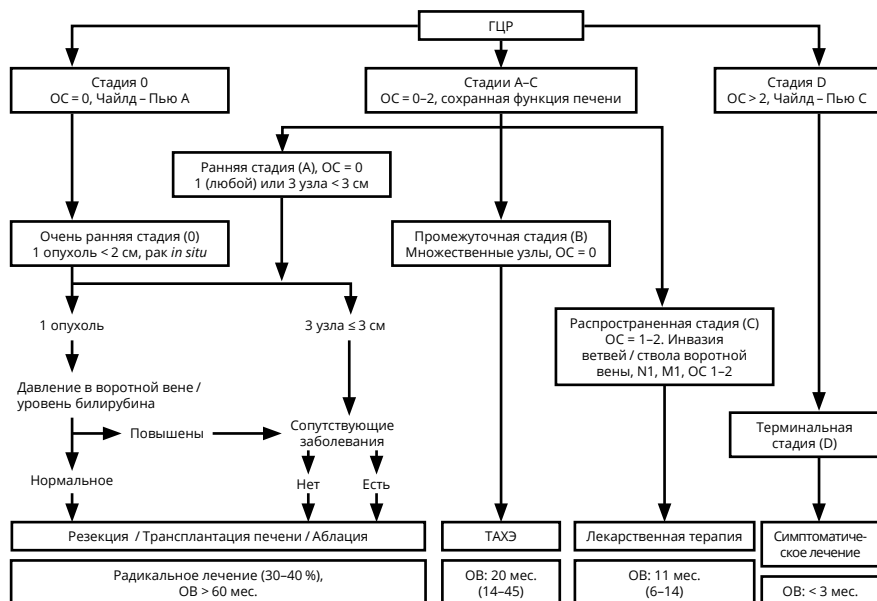 ГЦР
Стадия 0
ОС = 0, Чайлд – Пью А
Стадии А–С
ОС = 0–2, сохранная функция печени
Стадия D
ОС > 2, Чайлд – Пью С
Ранняя стадия (А), ОС = 0
1 (любой) или 3 узла < 3 см
Очень ранняя стадия (0)
1 опухоль < 2 см, рак in situ
Промежуточная стадия (В)
Множественные узлы, ОС = 0
1 опухоль
3 узла ≤ 3 см
Распространенная стадия (С)
ОС = 1–2. Инвазия
ветвей / ствола воротной
вены, N1, M1, ОС 1–2
Давление в воротной вене /
уровень билирубина
Повышены
Сопутствующие
заболевания
Терминальная
стадия (D)
Нормальное
Нет
Есть
Резекция / Трансплантация печени / Аблация
ТАХЭ
Лекарственная терапия
Симптоматиче-
ское лечение
Радикальное лечение (30–40 %),
ОВ > 60 мес.
ОВ: 20 мес.
(14–45)
ОВ: 11 мес.
(6–14)
ОВ: < 3 мес.